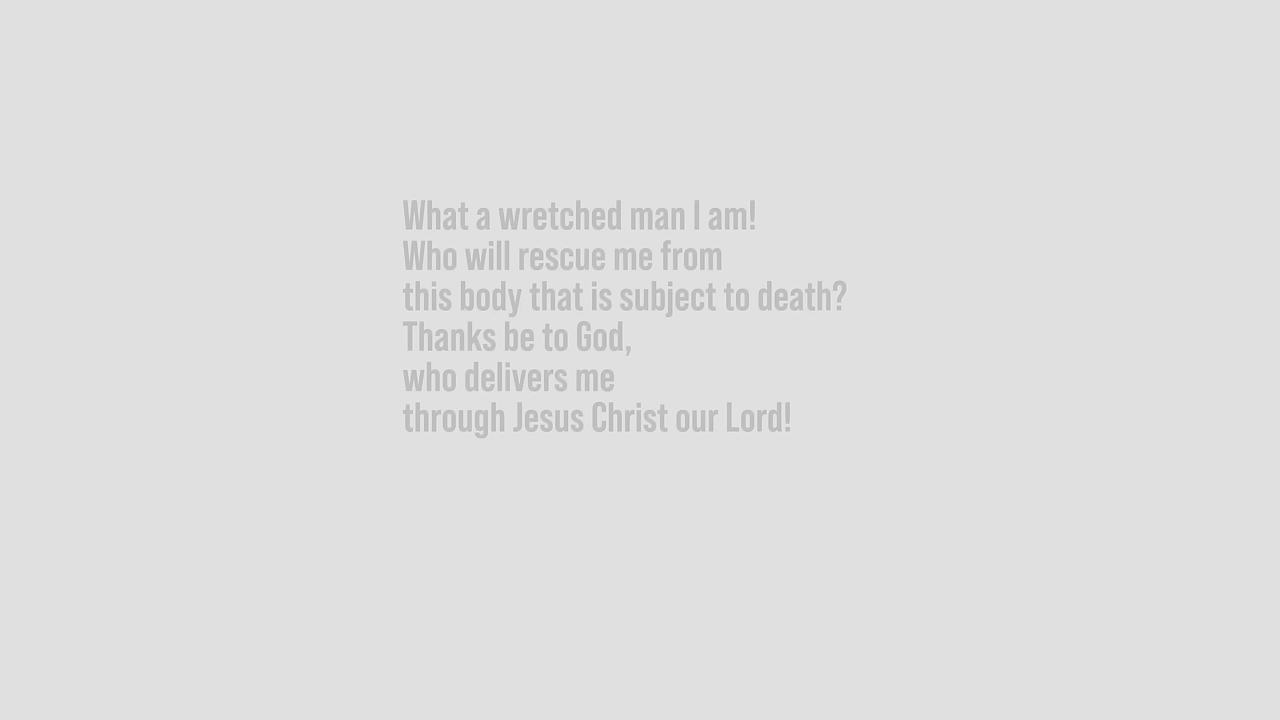 What a wretched man I am!
Who will rescue me from
this body that is subject to death?
Thanks be to God,
who delivers me
through Jesus Christ our Lord!